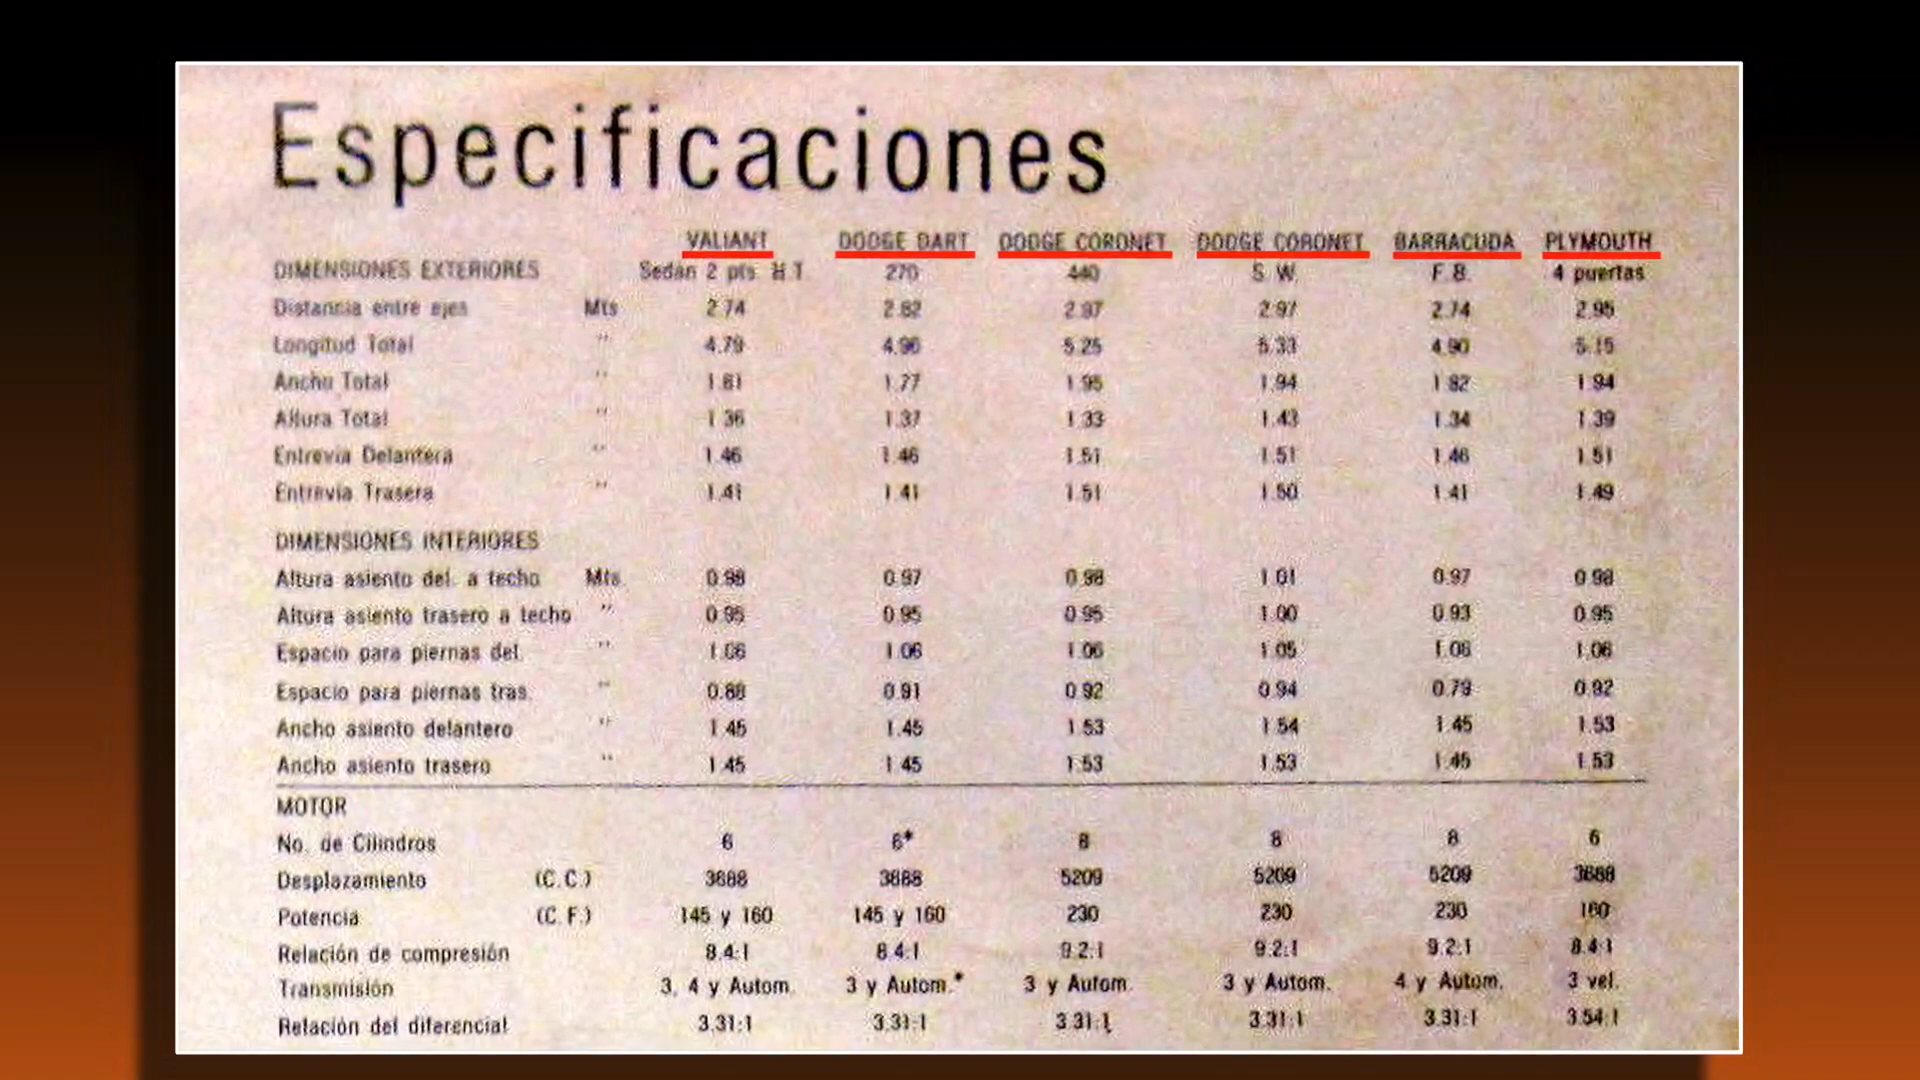 Especificaciones
VALIANT DODGE DART DODGE CORONET DODGE CORONET BARRACUDA PLYMOUTH
DIMENSIONES EXTERIORES Sedan 2 pts H.T. 270 440 S.W. F.B. 4 puertas
Distancia entre ejes Mts 2.74 2.82 2.97 2.97 2.74 2.95
Longitud Total " 4.79 4.96 5.25 5.33 4.90 5.15
Ancho Total " 1.81 1.77 1.95 1.94 1.82 1.94
Altura Total " 1.36 1.37 1.33 1.43 1.34 1.39
Entrevia Delantera " 1.46 1.46 1.51 1.51 1.46 1.51
Entrevia Trasera " 1.41 1.41 1.51 1.50 1.41 1.49
DIMENSIONES INTERIORES
Altura asiento del. a techo Mts. 0.98 0.97 0.98 1.01 0.97 0.98
Altura asiento trasero a techo " 0.95 0.95 0.95 1.00 0.93 0.95
Espacio para piernas del. " 1.06 1.06 1.06 1.05 1.06 1.06
Espacio para piernas tras. " 0.88 0.91 0.92 0.94 0.79 0.92
Ancho asiento delantero " 1.45 1.45 1.53 1.54 1.45 1.53
Ancho asiento trasero " 1.45 1.45 1.53 1.53 1.45 1.53
MOTOR
No. de Cilindros 6 6* 8 8 8 6
Desplazamiento (C.C.) 3688 3688 5209 5209 5209 3688
Potencia (C.F.) 145 y 160 145 y 160 230 230 230 160
Relación de compresión 8.4:1 8.4:1 9.2:1 9.2:1 9.2:1 8.4:1
Transmisión 3, 4 y Autom. 3 y Autom.* 3 y Autom. 3 y Autom. 4 y Autom. 3 vel.
Relación del diferencial 3.31:1 3.31:1 3.31:1 3.31:1 3.31:1 3.54:1